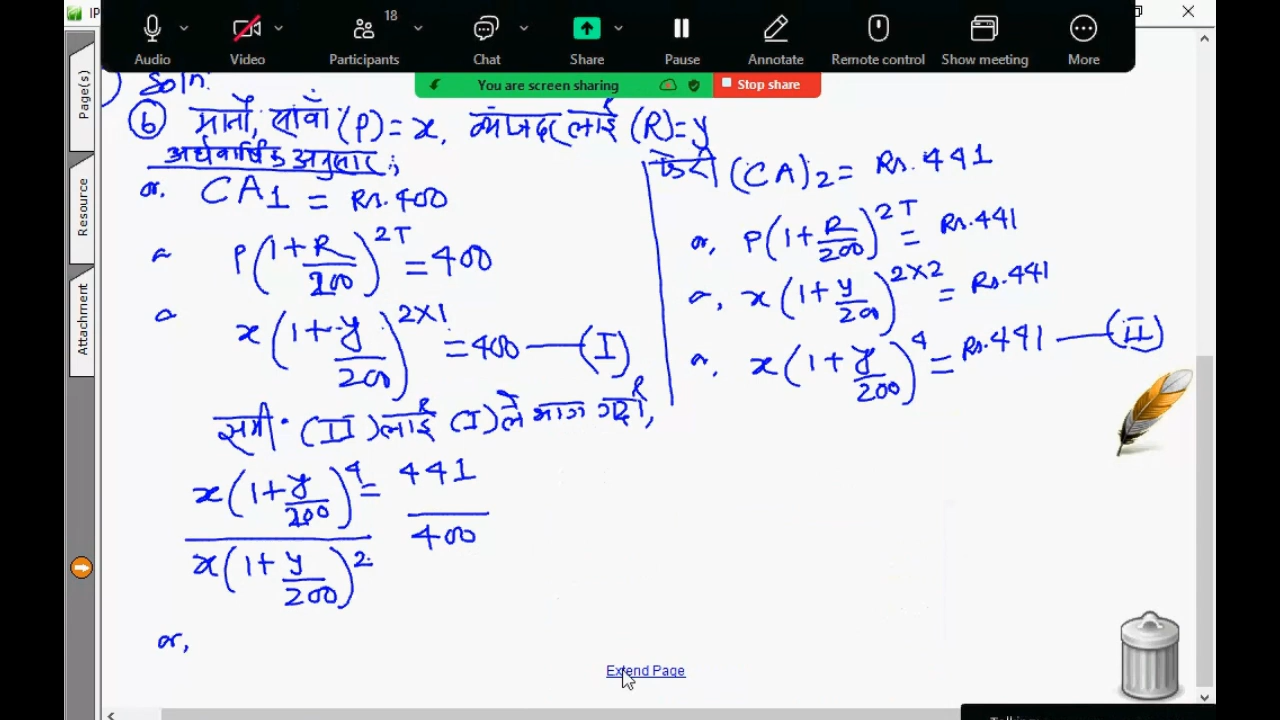 IP
18
Audio Video Participants Chat Share Pause Annotate Remote control Show meeting More
You are screen sharing Stop share
Page(s)
Resource
Attachment
Soln.
(b) मानौं, सावाँ (P) = x, ब्याजदरलाई (R) = y
अर्धवार्षिक अनुसार,
or. CA1 = Rs. 400
P(1+R/200)^2T = 400
x(1+y/200)^2×1 = 400 — (I)
फेरी (CA)2 = Rs. 441
or, P(1+R/200)^2T = Rs. 441
x(1+y/200)^2×2 = Rs. 441
x(1+y/200)^4 = Rs. 441 — (II)
समी. (II) लाई (I) ले भाग गर्दा,
x(1+y/200)^4 / x(1+y/200)^2 = 441/400
or,
Extend Page